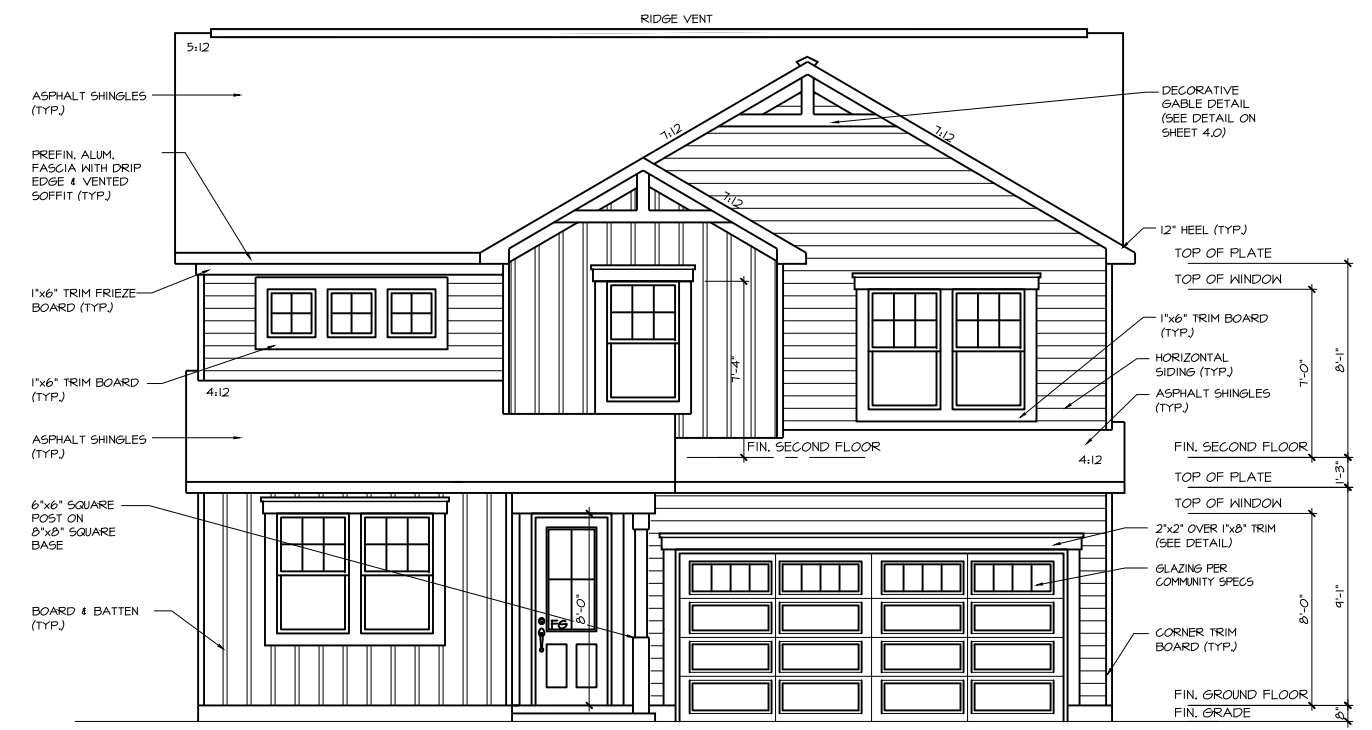 RIDGE VENT
5:12
ASPHALT SHINGLES
(TYP.)
PREFIN. ALUM.
FASCIA WITH DRIP
EDGE & VENTED
SOFFIT (TYP.)
1"x6" TRIM FRIEZE
BOARD (TYP.)
1"x6" TRIM BOARD
(TYP.)
4:12
ASPHALT SHINGLES
(TYP.)
6"x6" SQUARE
POST ON
8"x8" SQUARE
BASE
BOARD & BATTEN
(TYP.)
7:12
7:12
7:12
7'-4"
FIN. SECOND FLOOR
4:12
8'-0"
FG
DECORATIVE
GABLE DETAIL
(SEE DETAIL ON
SHEET 4.0)
12" HEEL (TYP.)
TOP OF PLATE
TOP OF WINDOW
1"x6" TRIM BOARD
(TYP.)
HORIZONTAL
SIDING (TYP.)
ASPHALT SHINGLES
(TYP.)
7'-0"
8'-1"
FIN. SECOND FLOOR
TOP OF PLATE
1'-3"
TOP OF WINDOW
2"x2" OVER 1"x8" TRIM
(SEE DETAIL)
GLAZING PER
COMMUNITY SPECS
8'-0"
9'-1"
CORNER TRIM
BOARD (TYP.)
FIN. GROUND FLOOR
FIN. GRADE
8"